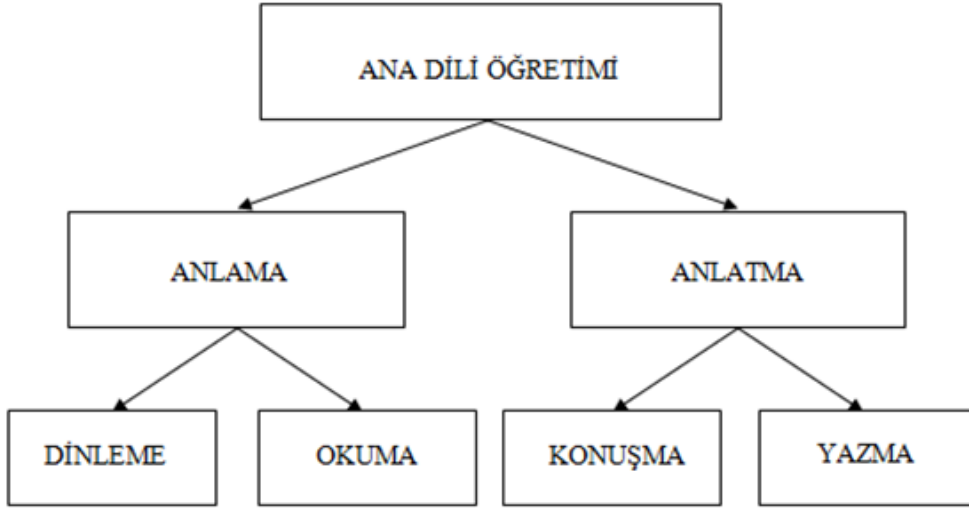 ANA DİLİ ÖĞRETİMİ
ANLAMA
ANLATMA
DİNLEME
OKUMA
KONUŞMA
YAZMA